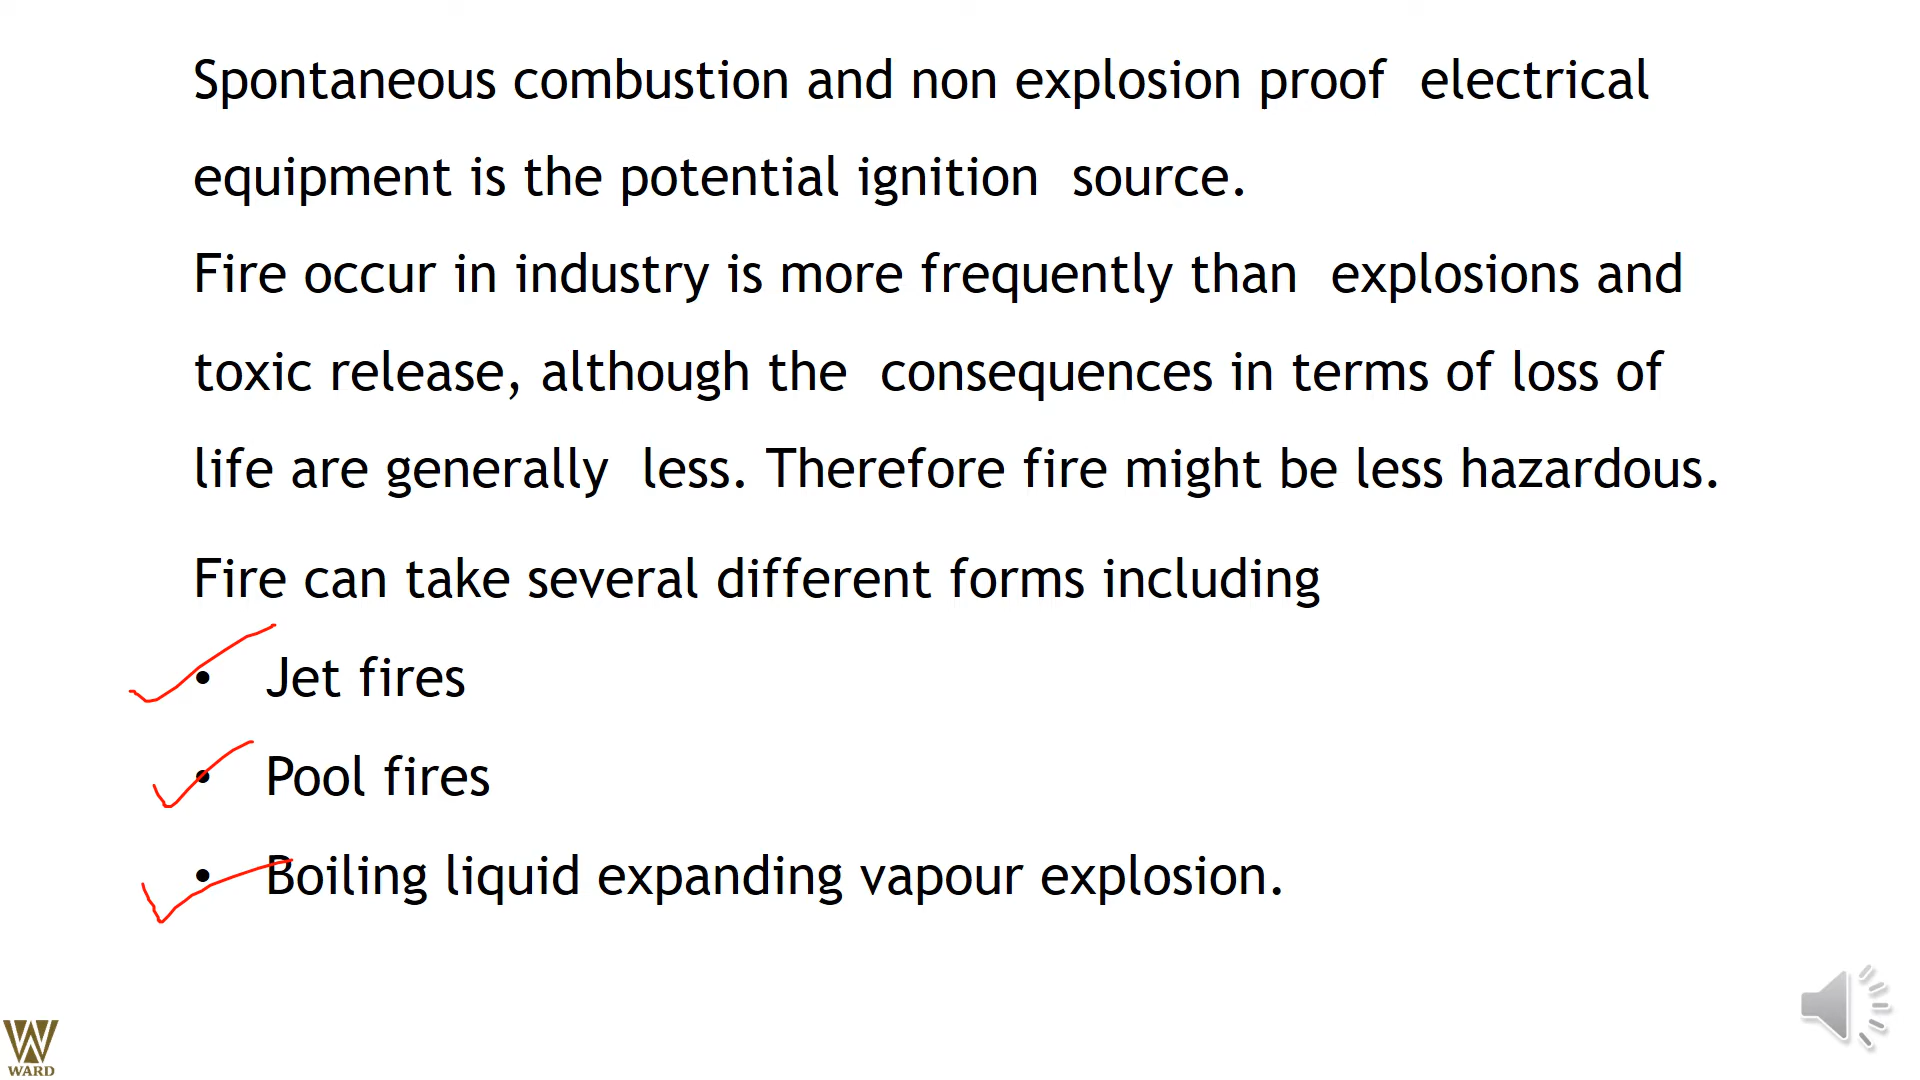 Spontaneous combustion and non explosion proof electrical
equipment is the potential ignition source.
Fire occur in industry is more frequently than explosions and
toxic release, although the consequences in terms of loss of
life are generally less. Therefore fire might be less hazardous.
Fire can take several different forms including
• Jet fires
• Pool fires
• Boiling liquid expanding vapour explosion.
WARD